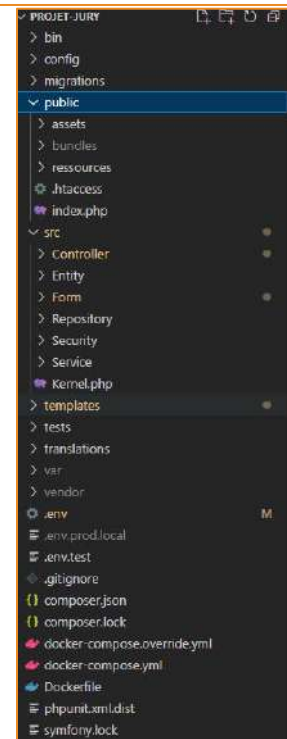 PROJET-JURY
bin
config
migrations
public
assets
bundles
ressources
.htaccess
index.php
src
Controller
Entity
Form
Repository
Security
Service
Kernel.php
templates
tests
translations
var
vendor
.env M
.env.prod.local
.env.test
.gitignore
composer.json
composer.lock
docker-compose.override.yml
docker-compose.yml
Dockerfile
phpunit.xml.dist
symfony.lock